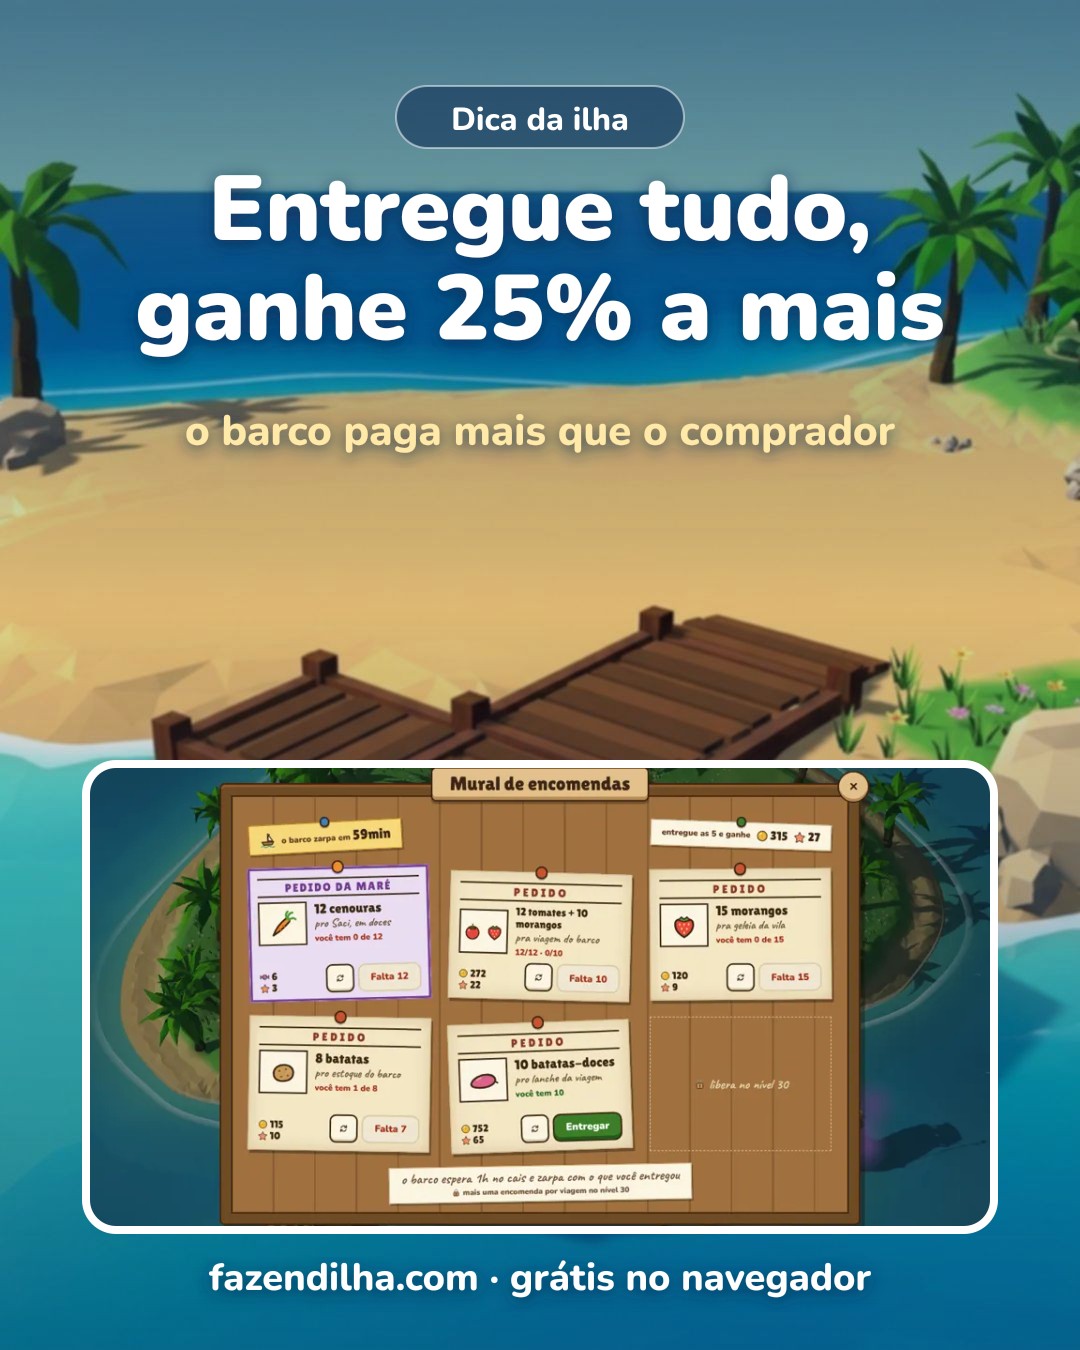 Dica da ilha
Entregue tudo,
ganhe 25% a mais
o barco paga mais que o comprador
Mural de encomendas
×
o barco zarpa em 59min
entregue as 5 e ganhe 315 27
PEDIDO DA MARÉ
12 cenouras
pro Saci, em doces
você tem 0 de 12
6
3
Falta 12
PEDIDO
12 tomates + 10
morangos
pra viagem do barco
12/12 · 0/10
272
22
Falta 10
PEDIDO
15 morangos
pra geleia da vila
você tem 0 de 15
120
9
Falta 15
PEDIDO
8 batatas
pro estoque do barco
você tem 1 de 8
115
10
Falta 7
PEDIDO
10 batatas-doces
pro lanche da viagem
você tem 10
752
65
Entregar
libera no nível 30
o barco espera 1h no cais e zarpa com o que você entregou
mais uma encomenda por viagem no nível 30
fazendilha.com · grátis no navegador